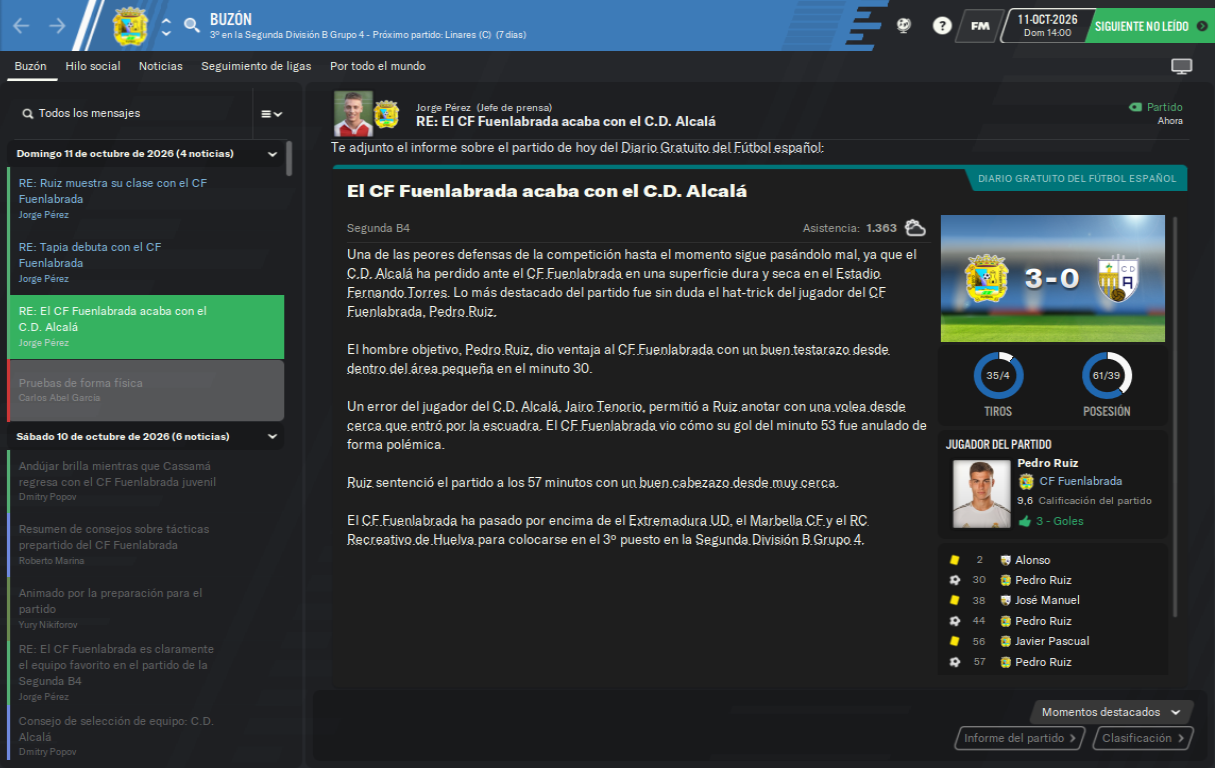 BUZÓN
3º en la Segunda División B Grupo 4 - Próximo partido: Linares (C) (7 días)
?
FM
11-OCT-2026
Dom 14:00
SIGUIENTE NO LEÍDO
Buzón Hilo social Noticias Seguimiento de ligas Por todo el mundo
Todos los mensajes
Domingo 11 de octubre de 2026 (4 noticias)
RE: Ruiz muestra su clase con el CF
Fuenlabrada
Jorge Pérez
RE: Tapia debuta con el CF
Fuenlabrada
Jorge Pérez
RE: El CF Fuenlabrada acaba con el
C.D. Alcalá
Jorge Pérez
Pruebas de forma física
Carlos Abel García
Sábado 10 de octubre de 2026 (6 noticias)
Andújar brilla mientras que Cassamá
regresa con el CF Fuenlabrada juvenil
Dmitry Popov
Resumen de consejos sobre tácticas
prepartido del CF Fuenlabrada
Roberto Marina
Animado por la preparación para el
partido
Yury Nikiforov
RE: El CF Fuenlabrada es claramente
el equipo favorito en el partido de la
Segunda B4
Jorge Pérez
Consejo de selección de equipo: C.D.
Alcalá
Dmitry Popov
Jorge Pérez (Jefe de prensa)
RE: El CF Fuenlabrada acaba con el C.D. Alcalá
Partido
Ahora
Te adjunto el informe sobre el partido de hoy del Diario Gratuito del Fútbol español:
El CF Fuenlabrada acaba con el C.D. Alcalá
DIARIO GRATUITO DEL FÚTBOL ESPAÑOL
Segunda B4
Asistencia: 1.363
Una de las peores defensas de la competición hasta el momento sigue pasándolo mal, ya que el
C.D. Alcalá ha perdido ante el CF Fuenlabrada en una superficie dura y seca en el Estadio
Fernando Torres. Lo más destacado del partido fue sin duda el hat-trick del jugador del CF
Fuenlabrada, Pedro Ruiz.
El hombre objetivo, Pedro Ruiz, dio ventaja al CF Fuenlabrada con un buen testarazo desde
dentro del área pequeña en el minuto 30.
Un error del jugador del C.D. Alcalá, Jairo Tenorio, permitió a Ruiz anotar con una volea desde
cerca que entró por la escuadra. El CF Fuenlabrada vio cómo su gol del minuto 53 fue anulado de
forma polémica.
Ruiz sentenció el partido a los 57 minutos con un buen cabezazo desde muy cerca.
El CF Fuenlabrada ha pasado por encima de el Extremadura UD, el Marbella CF y el RC
Recreativo de Huelva para colocarse en el 3º puesto en la Segunda División B Grupo 4.
3-0
CD
A
35/4
61/39
TIROS
POSESIÓN
JUGADOR DEL PARTIDO
Pedro Ruiz
CF Fuenlabrada
9,6 Calificación del partido
3 - Goles
2 Alonso
30 Pedro Ruiz
38 José Manuel
44 Pedro Ruiz
56 Javier Pascual
57 Pedro Ruiz
Momentos destacados
Informe del partido
Clasificación